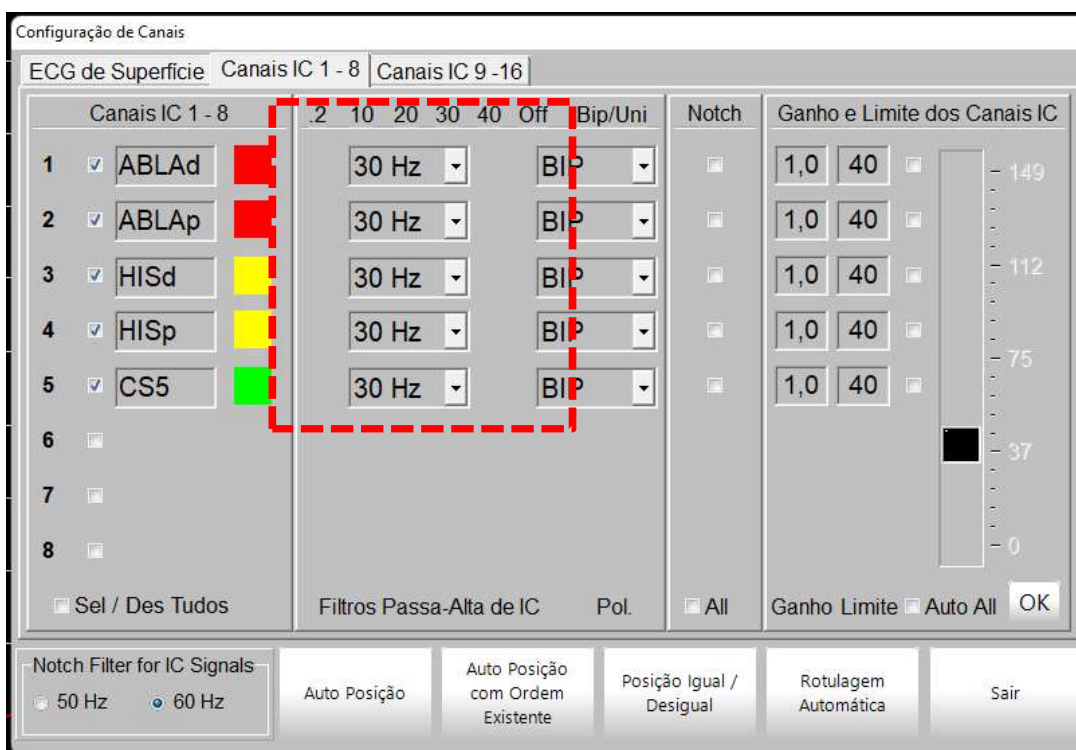 Configuração de Canais
ECG de Superfície Canais IC 1 - 8 Canais IC 9 -16
Canais IC 1 - 8 .2 10 20 30 40 Off Bip/Uni Notch Ganho e Limite dos Canais IC
1 ABLAd 30 Hz BIP 1,0 40 149
2 ABLAp 30 Hz BIP 1,0 40
3 HISd 30 Hz BIP 1,0 40 112
4 HISp 30 Hz BIP 1,0 40
75
5 CS5 30 Hz BIP 1,0 40
6 37
7
8 0
Sel / Des Tudos Filtros Passa-Alta de IC Pol. All Ganho Limite Auto All OK
Notch Filter for IC Signals
50 Hz 60 Hz
Auto Posição
Auto Posição
com Ordem
Existente
Posição Igual /
Desigual
Rotulagem
Automática
Sair